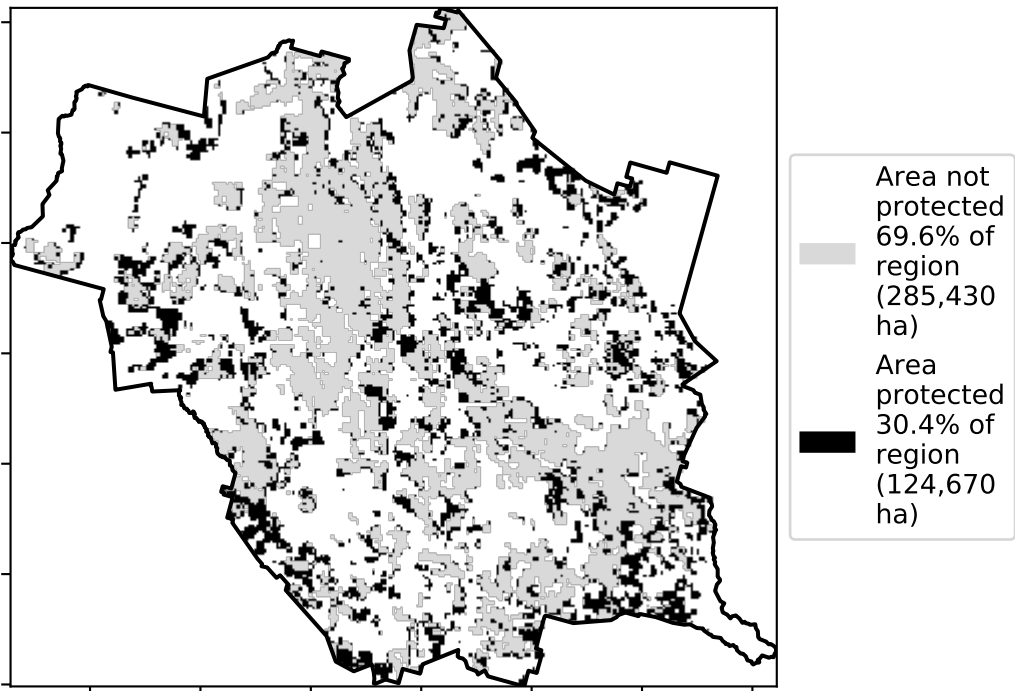 Area not
protected
69.6% of
region
(285,430
ha)
Area
protected
30.4% of
region
(124,670
ha)